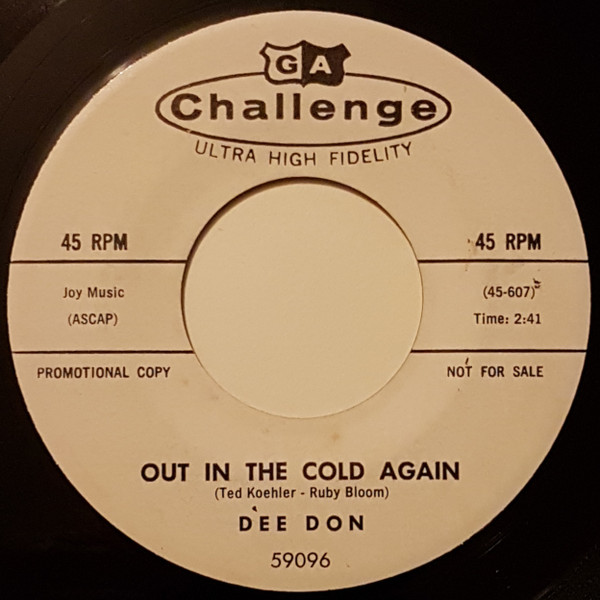 GA
Challenge
ULTRA HIGH FIDELITY
45 RPM
45 RPM
Joy Music
(ASCAP)
(45-607)
Time: 2:41
PROMOTIONAL COPY
NOT FOR SALE
OUT IN THE COLD AGAIN
(Ted Koehler - Ruby Bloom)
DEE DON
59096